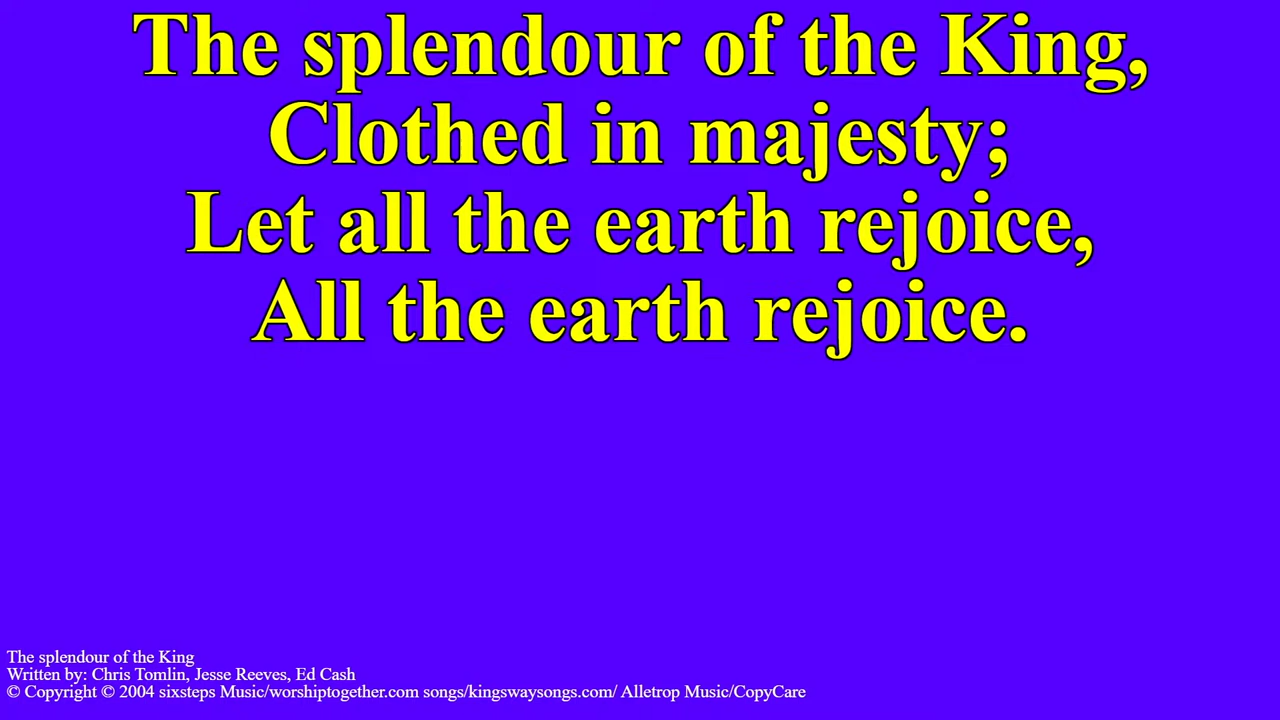 The splendour of the King,
Clothed in majesty;
Let all the earth rejoice,
All the earth rejoice.
The splendour of the King
Written by: Chris Tomlin, Jesse Reeves, Ed Cash
© Copyright © 2004 sixsteps Music/worshiptogether.com songs/kingswaysongs.com/ Alletrop Music/CopyCare